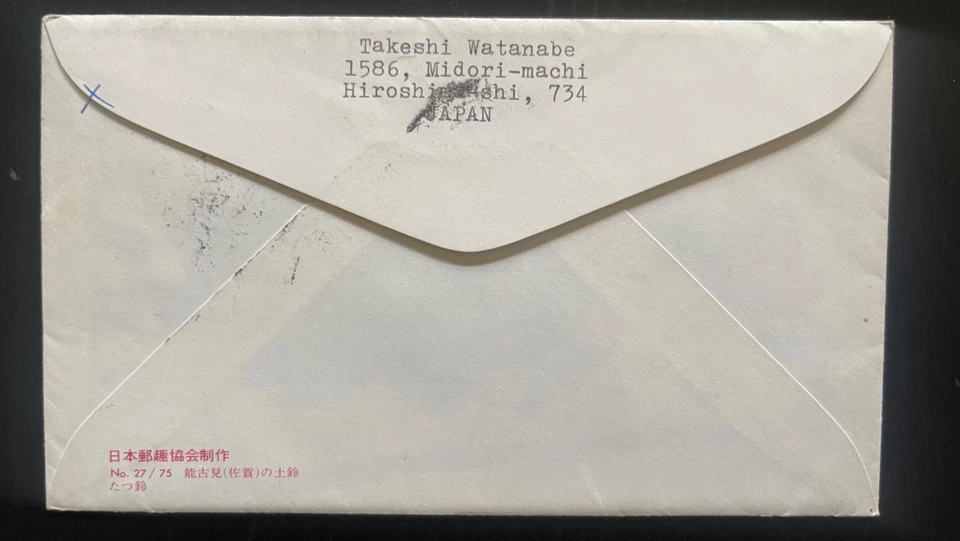 Takeshi Watanabe
1586, Midori-machi
Hiroshima-shi, 734
JAPAN
日本郵趣協会制作
No. 27/75 能古見(佐賀)の土鈴
たつ鈴